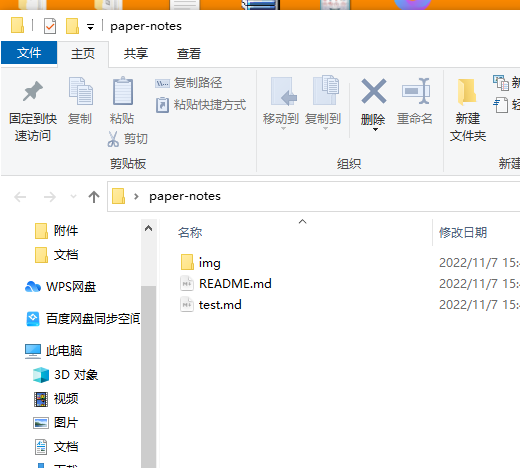 paper-notes
文件 主页 共享 查看
固定到快速访问
复制
粘贴
复制路径
粘贴快捷方式
剪切
移动到 复制到 删除 重命名
新建
文件夹
剪贴板 组织 新建
paper-notes
名称 修改日期
附件
文档
WPS网盘
百度网盘同步空间
此电脑
3D 对象
视频
图片
文档
img 2022/11/7 15:
README.md 2022/11/7 15:
test.md 2022/11/7 15: